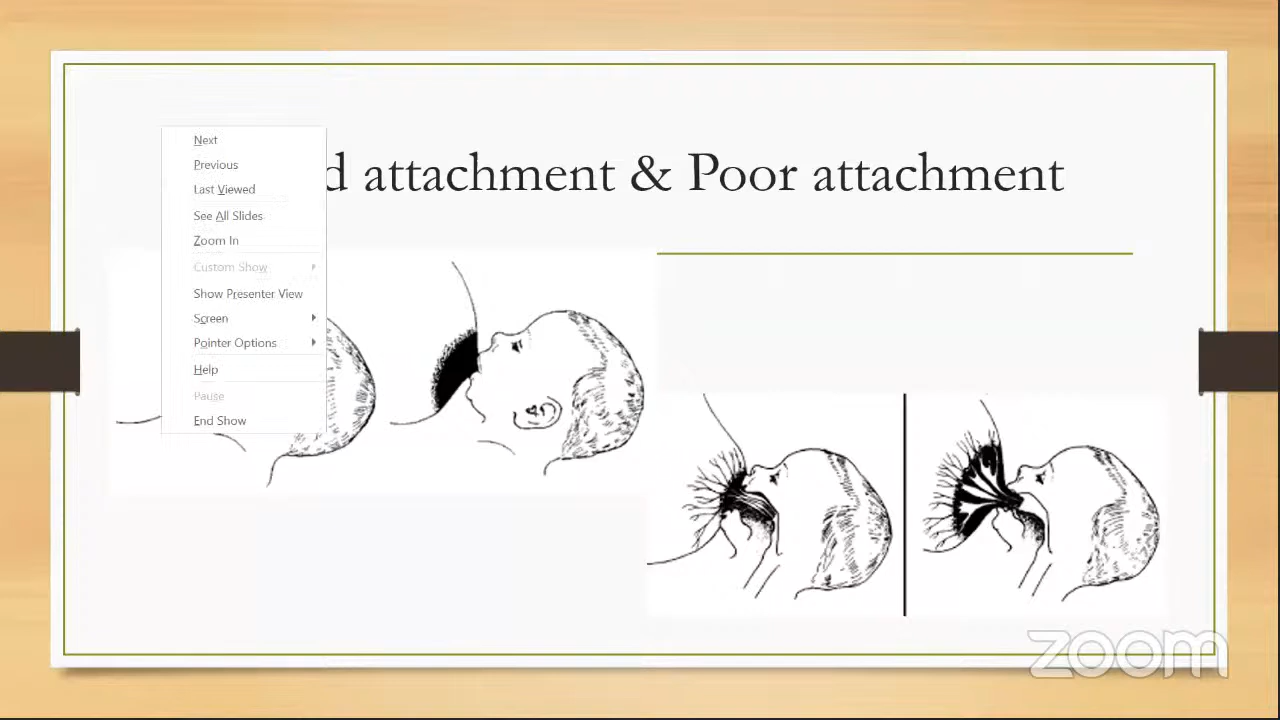 d attachment & Poor attachment
Next
Previous
Last Viewed
See All Slides
Zoom In
Custom Show
Show Presenter View
Screen
Pointer Options
Help
Pause
End Show
zoom